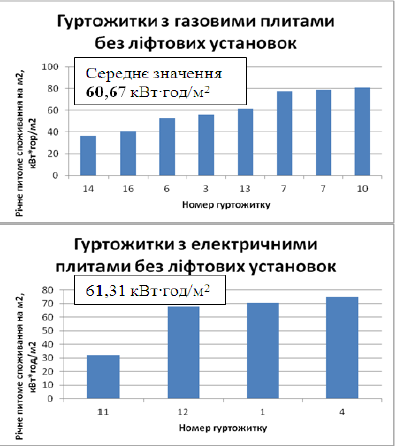 Гуртожитки з газовими плитами
без ліфтових установок
Середнє значення
60,67 кВт·год/м2
Річне питоме споживання на м2,
кВт*гор/м2
100
80
60
40
20
0
14 16 6 3 13 7 7 10
Номер гуртожитку
Гуртожитки з електричними
плитами без ліфтових установок
61,31 кВт·год/м2
Річне питоме споживання на м2,
кВт*год/м2
80
70
60
50
40
30
20
10
0
11 12 1 4
Номер гуртожитку